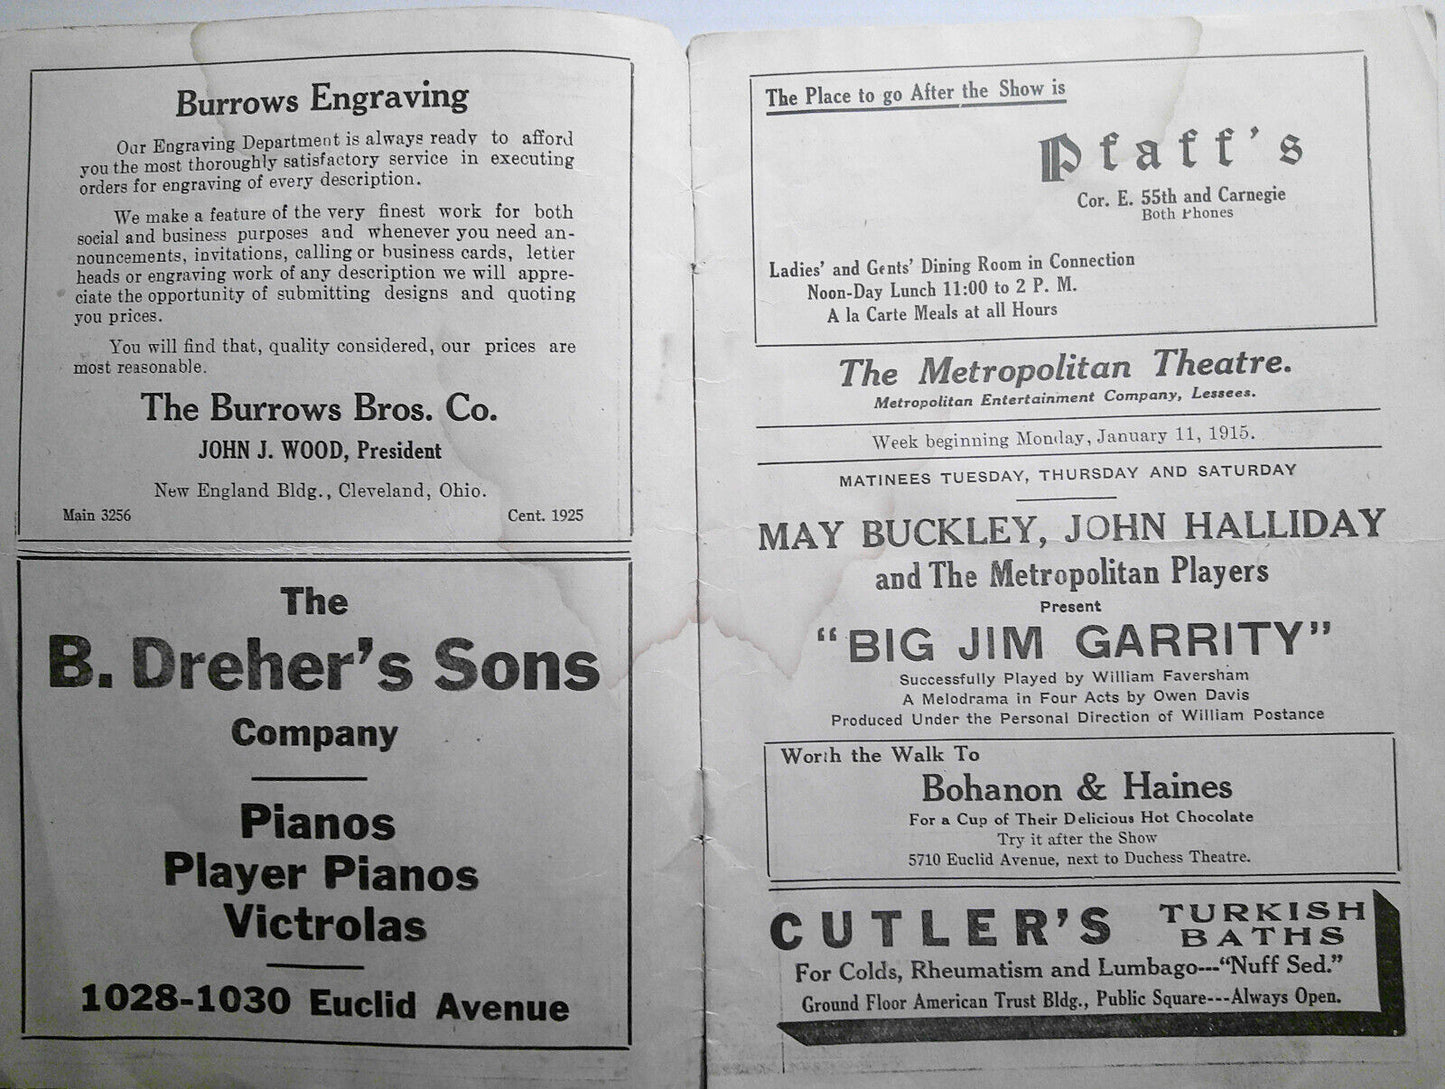 Burrows Engraving
Our Engraving Department is always ready to afford
you the most thoroughly satisfactory service in executing
orders for engraving of every description.
We make a feature of the very finest work for both
social and business purposes and whenever you need an-
nouncements, invitations, calling or business cards, letter
heads or engraving work of any description we will appre-
ciate the opportunity of submitting designs and quoting
you prices.
You will find that, quality considered, our prices are
most reasonable.
The Burrows Bros. Co.
JOHN J. WOOD, President
New England Bldg., Cleveland, Ohio.
Main 3256 Cent. 1925
The
B. Dreher's Sons
Company
Pianos
Player Pianos
Victrolas
1028-1030 Euclid Avenue
The Place to go After the Show is
Pfaff's
Cor. E. 55th and Carnegie
Both Phones
Ladies' and Gents' Dining Room in Connection
Noon-Day Lunch 11:00 to 2 P. M.
A la Carte Meals at all Hours
The Metropolitan Theatre.
Metropolitan Entertainment Company, Lessees.
Week beginning Monday, January 11, 1915.
MATINEES TUESDAY, THURSDAY AND SATURDAY
MAY BUCKLEY, JOHN HALLIDAY
and The Metropolitan Players
Present
"BIG JIM GARRITY"
Successfully Played by William Faversham
A Melodrama in Four Acts by Owen Davis
Produced Under the Personal Direction of William Postance
Worth the Walk To
Bohanon & Haines
For a Cup of Their Delicious Hot Chocolate
Try it after the Show
5710 Euclid Avenue, next to Duchess Theatre.
CUTLER'S TURKISH
BATHS
For Colds, Rheumatism and Lumbago---"Nuff Sed."
Ground Floor American Trust Bldg., Public Square---Always Open.